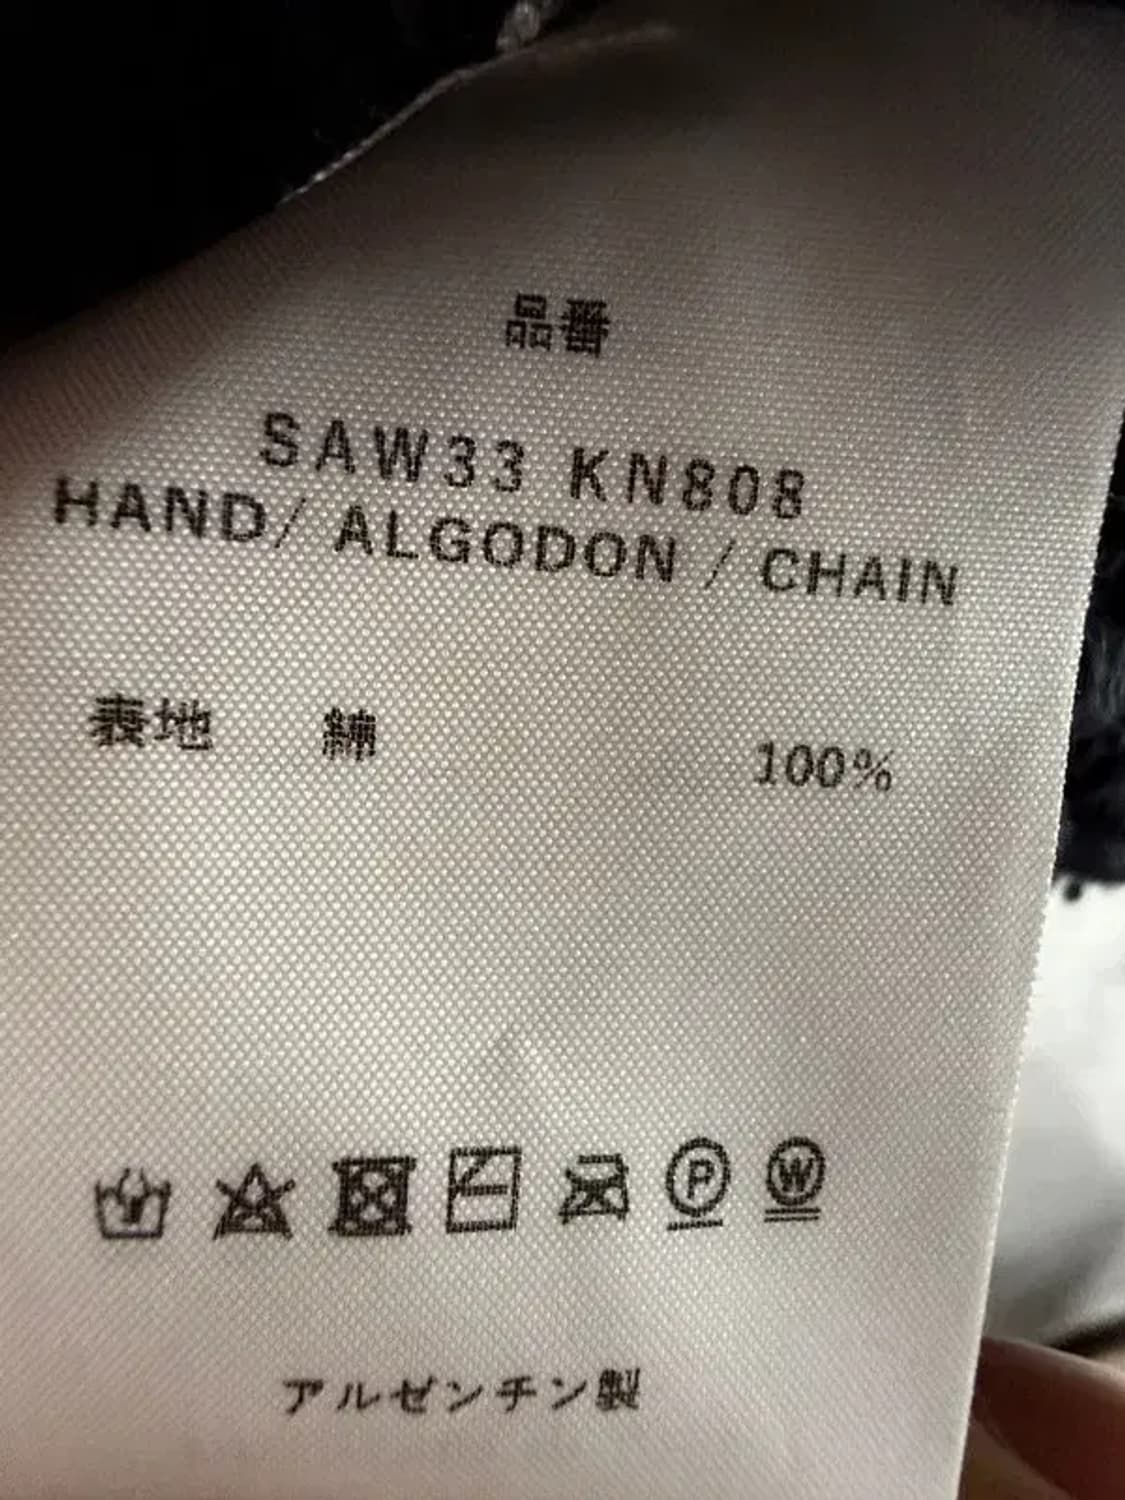 品番
SAW33 KN808
HAND/ ALGODON / CHAIN
表地 綿 100%
P W
アルゼンチン製